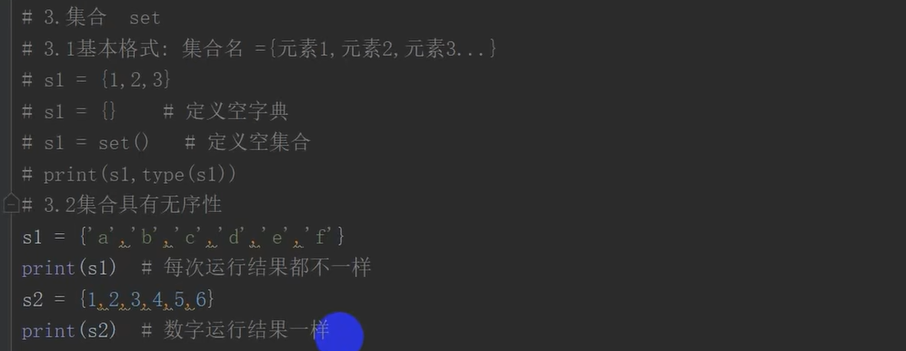 # 3.集合  set
# 3.1基本格式: 集合名 ={元素1,元素2,元素3...}
# s1 = {1,2,3}
# s1 = {}    # 定义空字典
# s1 = set()   # 定义空集合
# print(s1,type(s1))
# 3.2集合具有无序性
s1 = {'a','b','c','d','e','f'}
print(s1)  # 每次运行结果都不一样
s2 = {1,2,3,4,5,6}
print(s2)  # 数字运行结果一样